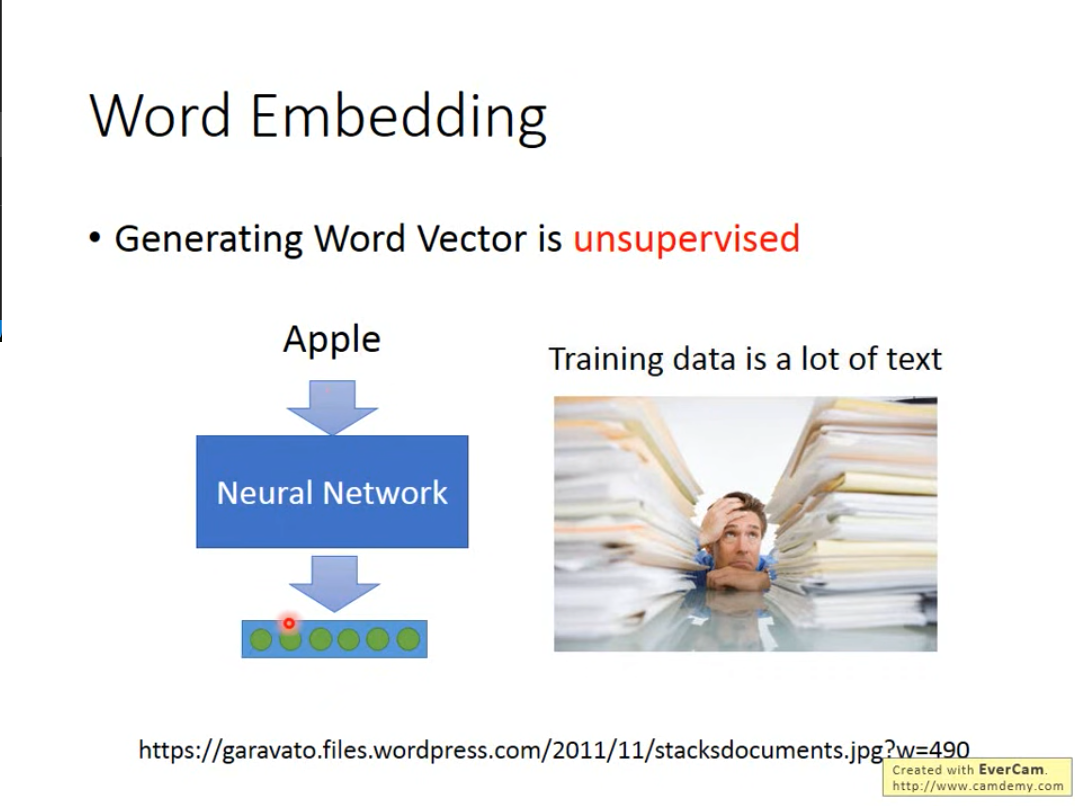 Word Embedding
• Generating Word Vector is unsupervised
Apple
Neural Network
Training data is a lot of text
https://garavato.files.wordpress.com/2011/11/stacksdocuments.jpg?w=490
Created with EverCam.
http://www.camdemy.com